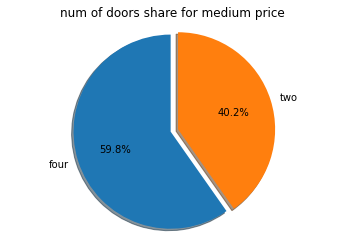 num of doors share for medium price
two
40.2%
59.8%
four